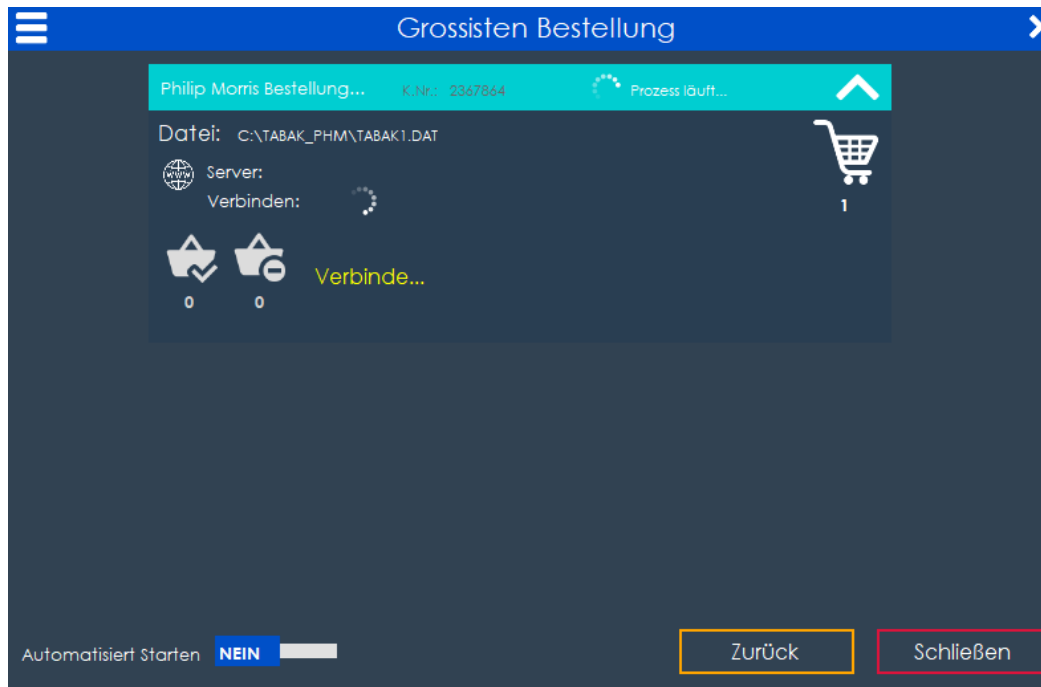 Grossisten Bestellung
Philip Morris Bestellung... K.Nr.: 2367864 Prozess läuft...
Datei: C:\TABAK_PHM\TABAK1.DAT
www Server:
Verbinden:
1
Verbinde...
0 0
Automatisiert Starten NEIN Zurück Schließen